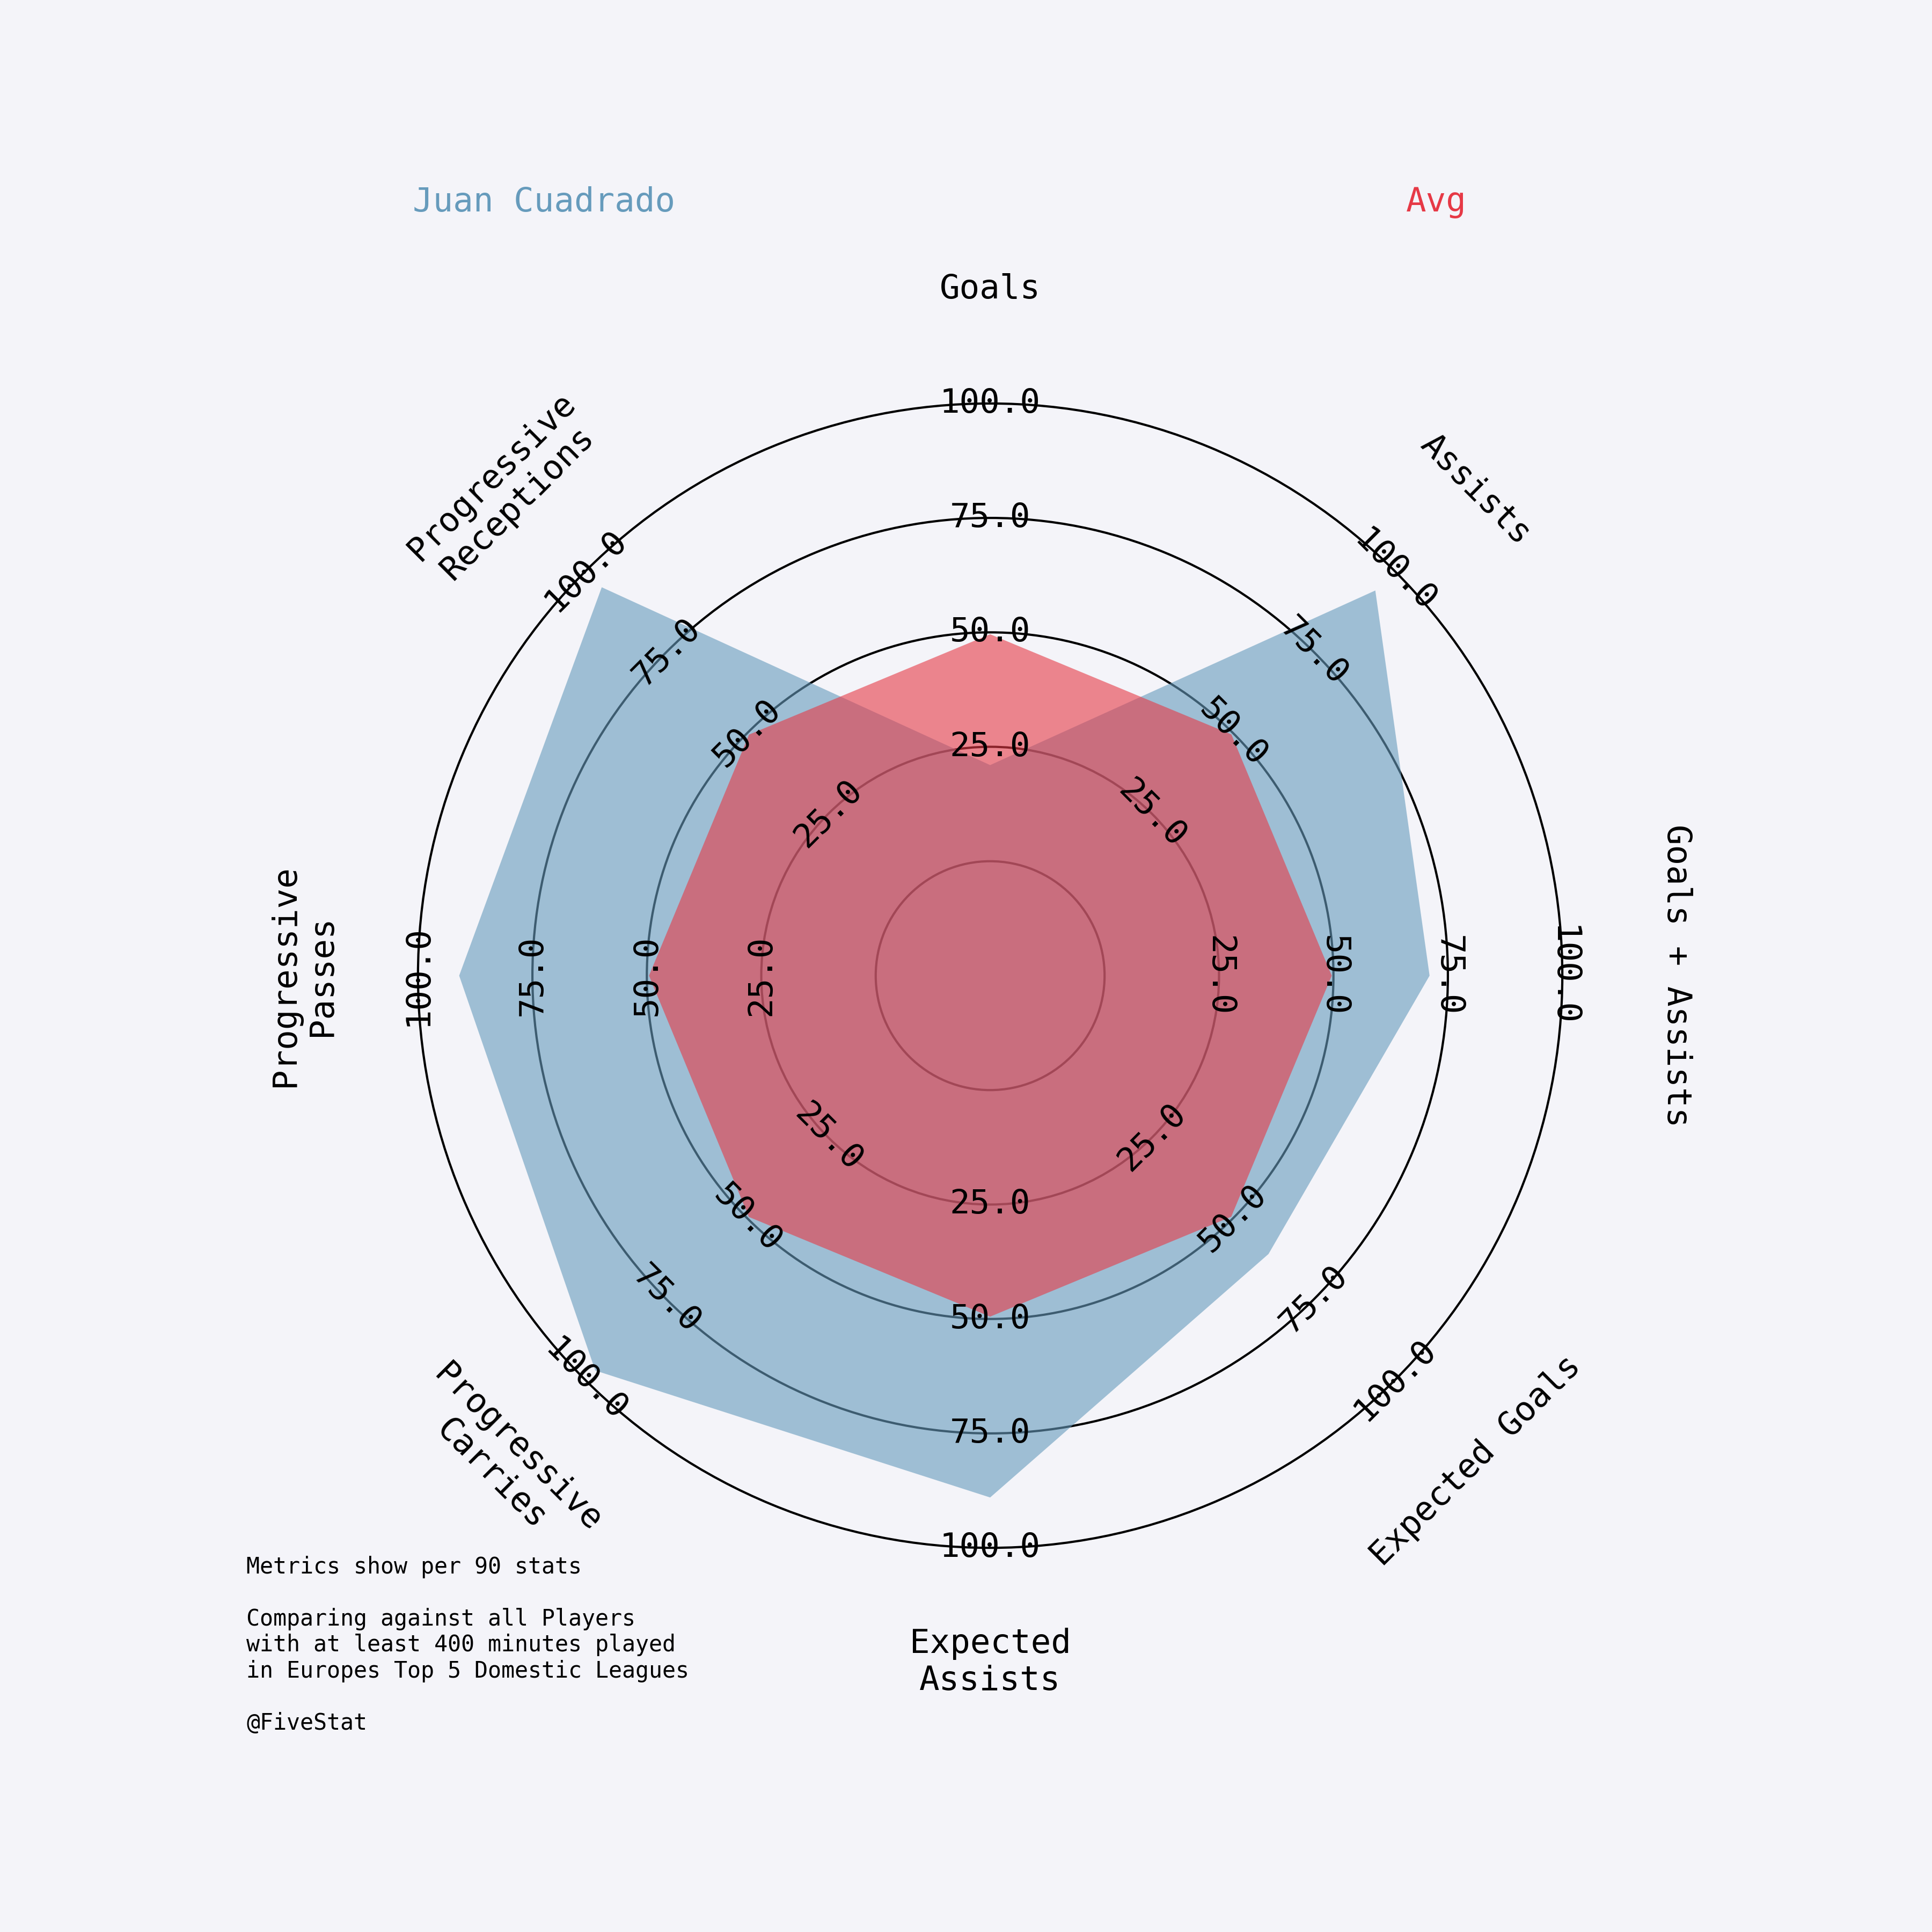 Juan Cuadrado
Avg
Goals
Assists
Goals + Assists
Expected Goals
Expected
Assists
Progressive
Carries
Progressive
Passes
Progressive
Receptions
25.0
50.0
75.0
100.0
25.0
50.0
75.0
100.0
25.0
50.0
75.0
100.0
25.0
50.0
75.0
100.0
25.0
50.0
75.0
100.0
25.0
50.0
75.0
100.0
25.0
50.0
75.0
100.0
25.0
50.0
75.0
100.0
Metrics show per 90 stats
Comparing against all Players
with at least 400 minutes played
in Europes Top 5 Domestic Leagues
@FiveStat